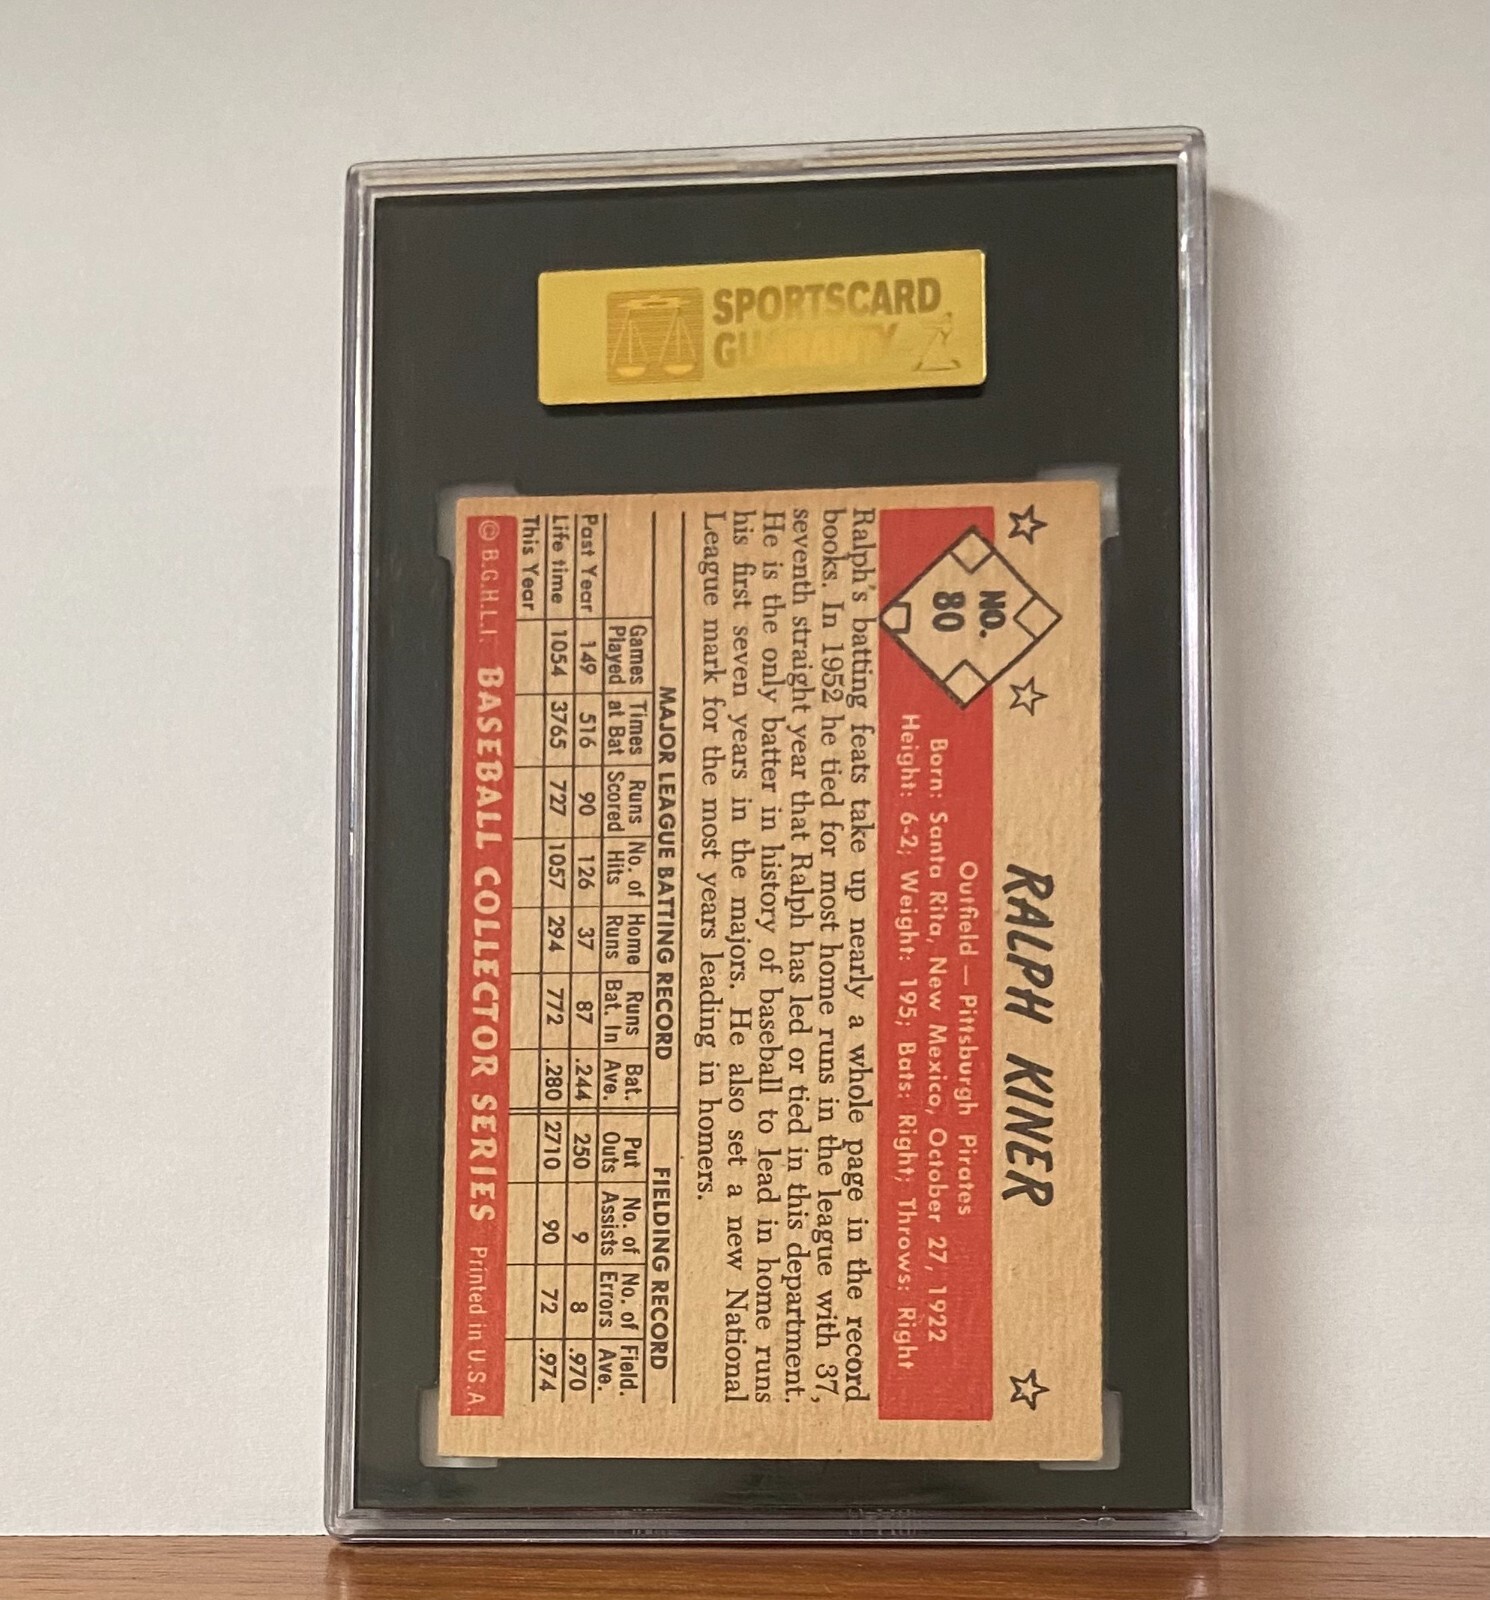 SPORTSCARD
GUARANTY
RALPH KINER
NO.
80
Outfield — Pittsburgh Pirates
Born: Santa Rita, New Mexico, October 27, 1922
Height: 6-2; Weight: 195; Bats: Right; Throws: Right
Ralph's batting feats take up nearly a whole page in the record
books. In 1952 he tied for most home runs in the league with 37,
seventh straight year that Ralph has led or tied in this department.
He is the only batter in history of baseball to lead in home runs
his first seven years in the majors. He also set a new National
League mark for the most years leading in homers.
MAJOR LEAGUE BATTING RECORD FIELDING RECORD
Games Times Runs No. of Home Runs Bat. Put No. of No. of Field.
Played at Bat Scored Hits Runs Bat. In Ave. Outs Assists Errors Ave.
Past Year 149 516 90 126 37 87 .244 250 9 8 .970
Life time 1054 3765 727 1057 294 772 .280 2710 90 72 .974
This Year
© B.G.H.L.I. BASEBALL COLLECTOR SERIES Printed in U.S.A.